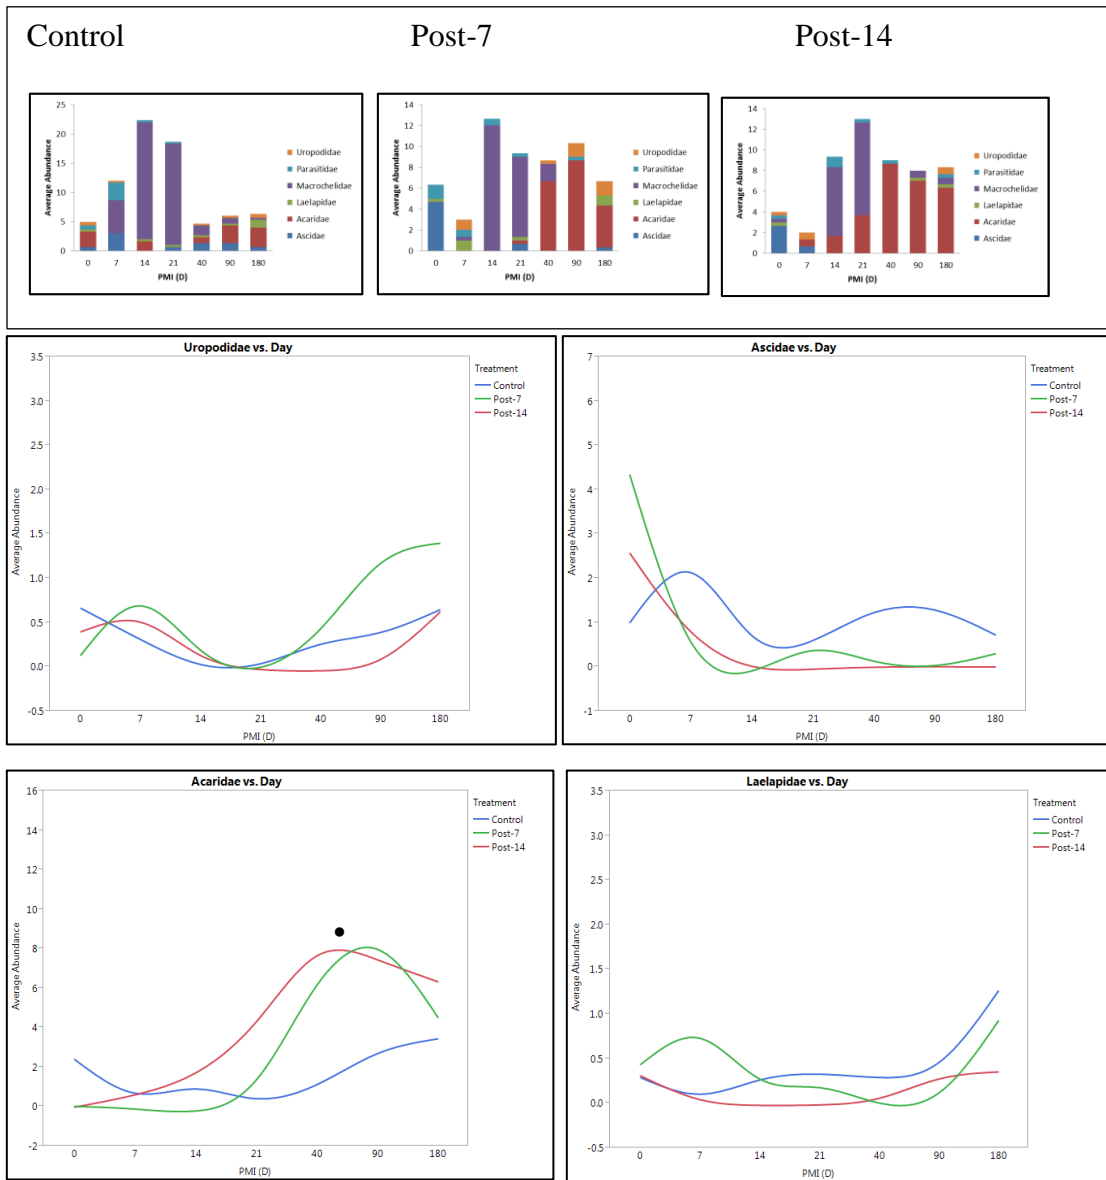 Control Post-7 Post-14
25
20
15
10
5
0
Average Abundance
0 7 14 21 40 90 180
PMI (D)
Uropodidae
Parasitidae
Macrochelidae
Laelapidae
Acaridae
Ascidae
14
12
10
8
6
4
2
0
Average Abundance
0 7 14 21 40 90 180
PMI (D)
Uropodidae
Parasitidae
Macrochelidae
Laelapidae
Acaridae
Ascidae
14
12
10
8
6
4
2
0
Average Abundance
0 7 14 21 40 90 180
PMI (D)
Uropodidae
Parasitidae
Macrochelidae
Laelapidae
Acaridae
Ascidae
Uropodidae vs. Day
3.5
3.0
2.5
2.0
1.5
1.0
0.5
0.0
-0.5
Average Abundance
0 7 14 21 40 90 180
PMI (D)
Treatment
Control
Post-7
Post-14
Ascidae vs. Day
7
6
5
4
3
2
1
0
-1
Average Abundance
0 7 14 21 40 90 180
PMI (D)
Treatment
Control
Post-7
Post-14
Acaridae vs. Day
16
14
12
10
8
6
4
2
0
-2
Average Abundance
0 7 14 21 40 90 180
PMI (D)
Treatment
Control
Post-7
Post-14
Laelapidae vs. Day
3.5
3.0
2.5
2.0
1.5
1.0
0.5
0.0
-0.5
Average Abundance
0 7 14 21 40 90 180
PMI (D)
Treatment
Control
Post-7
Post-14